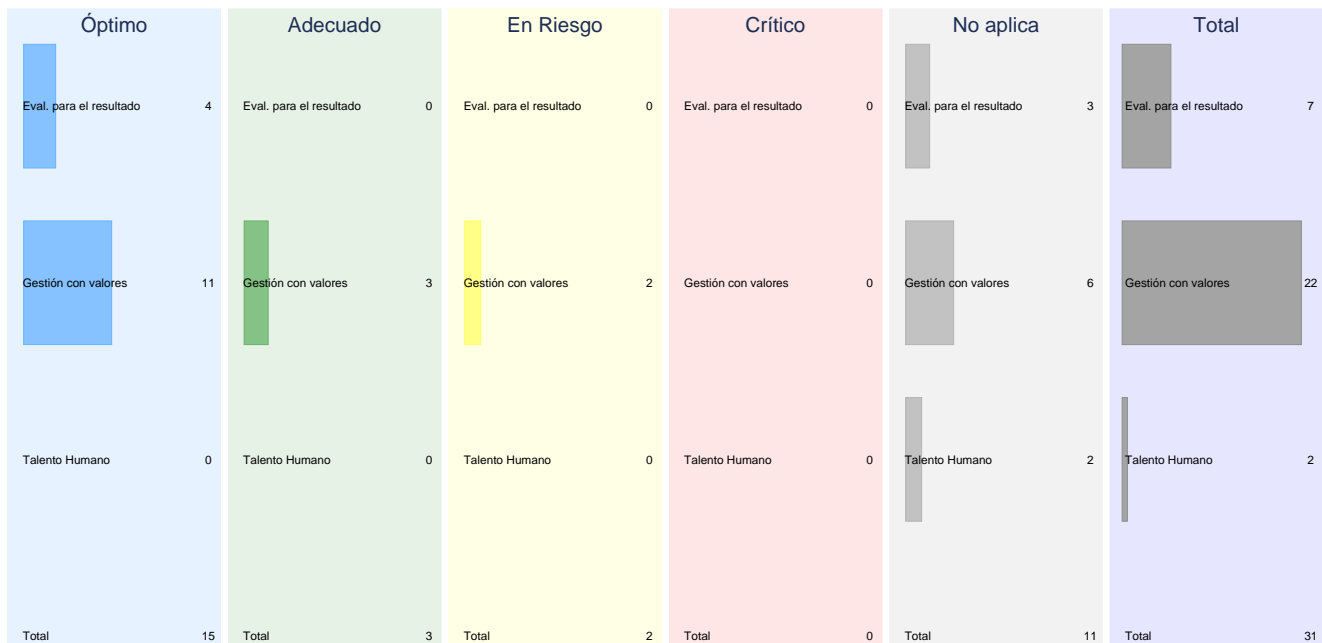 Óptimo Adecuado En Riesgo Crítico No aplica Total
Eval. para el resultado 4 Eval. para el resultado 0 Eval. para el resultado 0 Eval. para el resultado 0 Eval. para el resultado 3 Eval. para el resultado 7
Gestión con valores 11 Gestión con valores 3 Gestión con valores 2 Gestión con valores 0 Gestión con valores 6 Gestión con valores 22
Talento Humano 0 Talento Humano 0 Talento Humano 0 Talento Humano 0 Talento Humano 2 Talento Humano 2
Total 15 Total 3 Total 2 Total 0 Total 11 Total 31